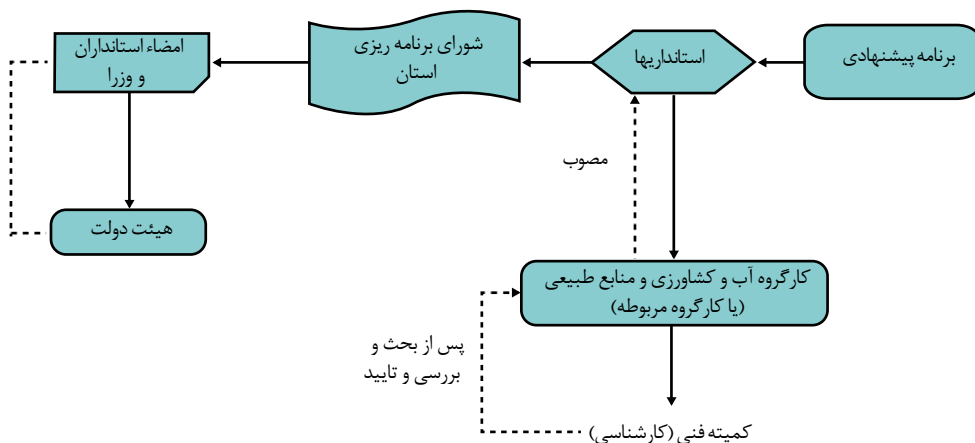 برنامه پیشنهادی
استانداریها
شورای برنامه ریزی
استان
امضاء استانداران
و وزرا
هیئت دولت
مصوب
کارگروه آب و کشاورزی و منابع طبیعی
(یا کارگروه مربوطه)
پس از بحث و
بررسی و تایید
کمیته فنی (کارشناسی)